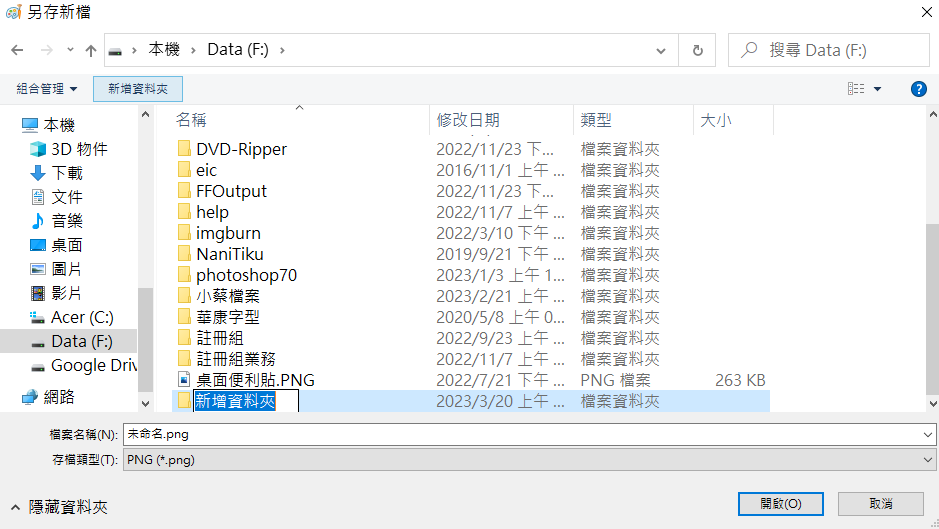 另存新檔
本機 › Data (F:) ›
搜尋 Data (F:)
組合管理
新增資料夾
本機
3D 物件
下載
文件
音樂
桌面
圖片
影片
Acer (C:)
Data (F:)
Google Driv
網路
名稱 修改日期 類型 大小
DVD-Ripper 2022/11/23 下... 檔案資料夾
eic 2016/11/1 上午 ... 檔案資料夾
FFOutput 2022/11/23 下... 檔案資料夾
help 2022/11/7 上午 ... 檔案資料夾
imgburn 2022/3/10 下午 ... 檔案資料夾
NaniTiku 2019/9/21 下午 ... 檔案資料夾
photoshop70 2023/1/3 上午 1... 檔案資料夾
小蔡檔案 2023/2/21 上午 ... 檔案資料夾
華康字型 2020/5/8 上午 0... 檔案資料夾
註冊組 2022/9/23 上午 ... 檔案資料夾
註冊組業務 2022/11/7 上午 ... 檔案資料夾
桌面便利貼.PNG 2022/7/21 下午 ... PNG 檔案 263 KB
新增資料夾 2023/3/20 上午 ... 檔案資料夾
檔案名稱(N): 未命名.png
存檔類型(T): PNG (*.png)
隱藏資料夾
開啟(O)
取消